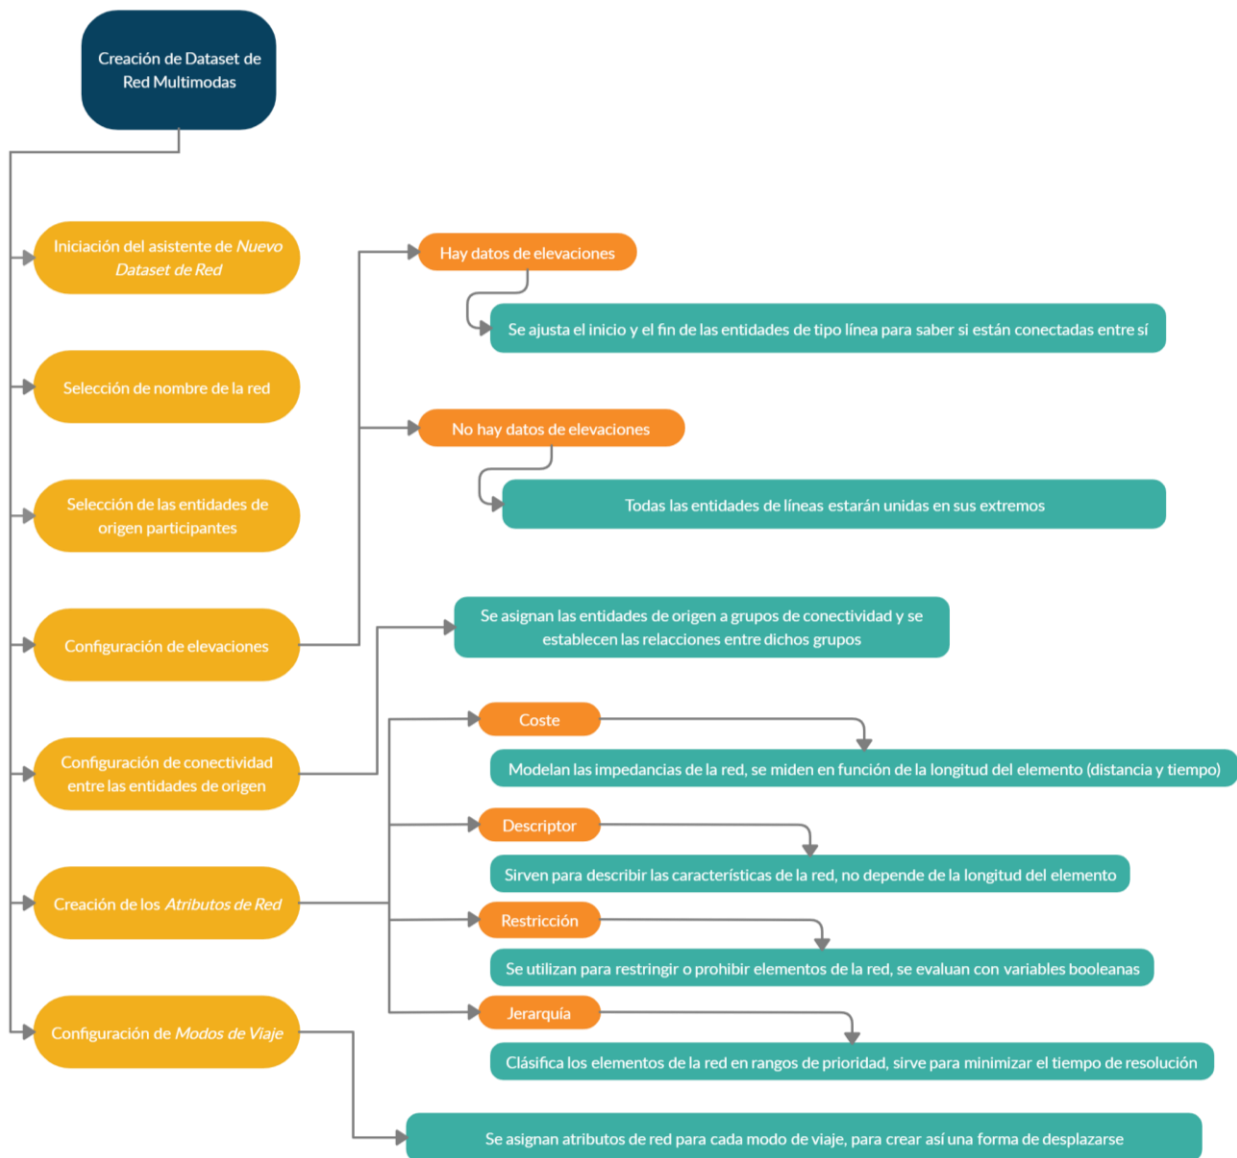 Creación de Dataset de
Red Multimodas
Iniciación del asistente de Nuevo
Dataset de Red
Hay datos de elevaciones
Se ajusta el inicio y el fin de las entidades de tipo línea para saber si están conectadas entre sí
Selección de nombre de la red
No hay datos de elevaciones
Selección de las entidades de
origen participantes
Todas las entidades de líneas estarán unidas en sus extremos
Configuración de elevaciones
Se asignan las entidades de origen a grupos de conectividad y se
establecen las relacciones entre dichos grupos
Configuración de conectividad
entre las entidades de origen
Coste
Modelan las impedancias de la red, se miden en función de la longitud del elemento (distancia y tiempo)
Descriptor
Sirven para describir las características de la red, no depende de la longitud del elemento
Creación de los Atributos de Red
Restricción
Se utilizan para restringir o prohibir elementos de la red, se evaluan con variables booleanas
Jerarquía
Clásifica los elementos de la red en rangos de prioridad, sirve para minimizar el tiempo de resolución
Configuración de Modos de Viaje
Se asignan atributos de red para cada modo de viaje, para crear así una forma de desplazarse